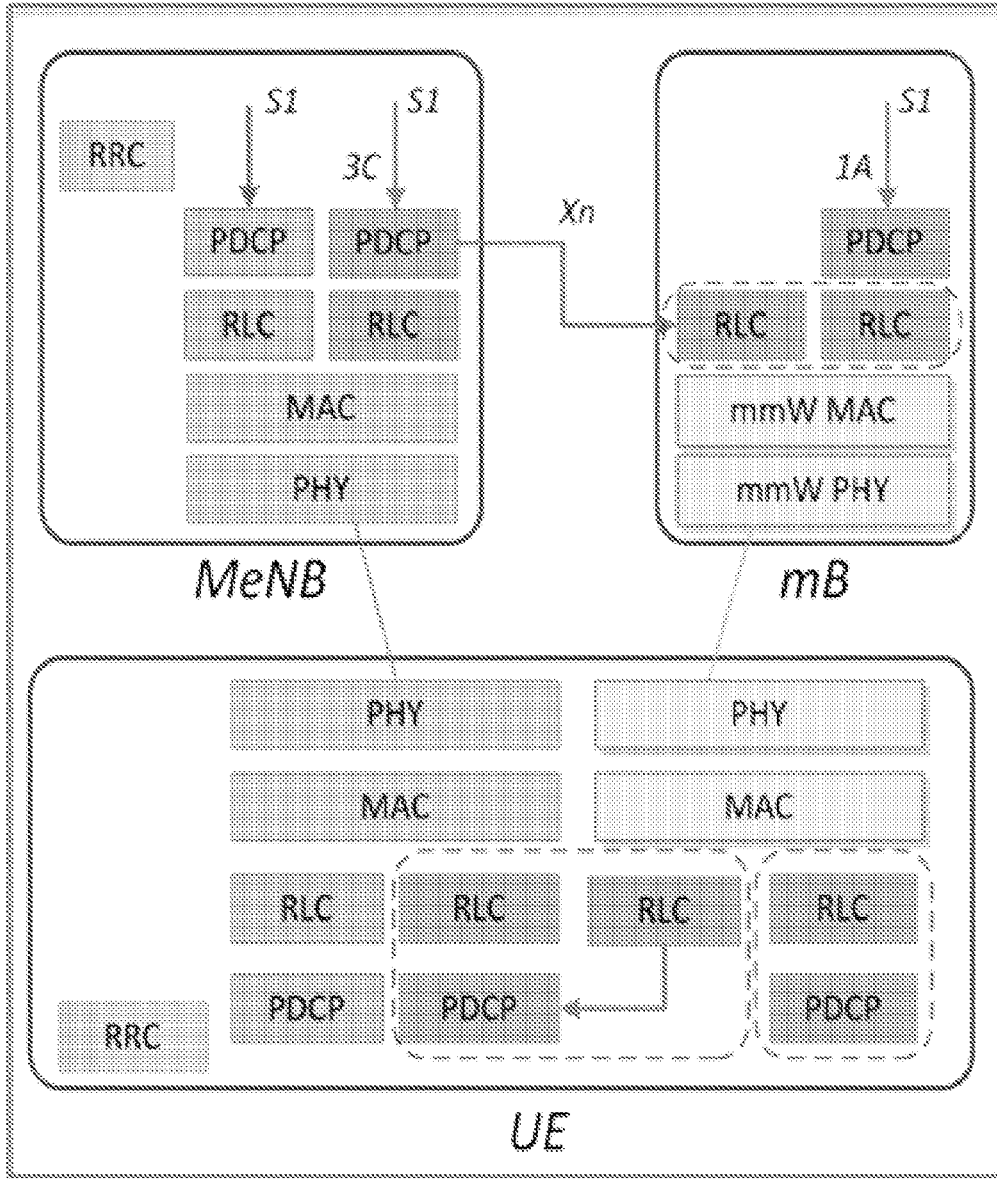 S1 S1 S1
RRC 3C 1A
Xn
PDCP PDCP PDCP
RLC RLC RLC RLC
MAC mmW MAC
PHY mmW PHY
MeNB mB
PHY PHY
MAC MAC
RLC RLC RLC RLC
PDCP PDCP PDCP
RRC
UE